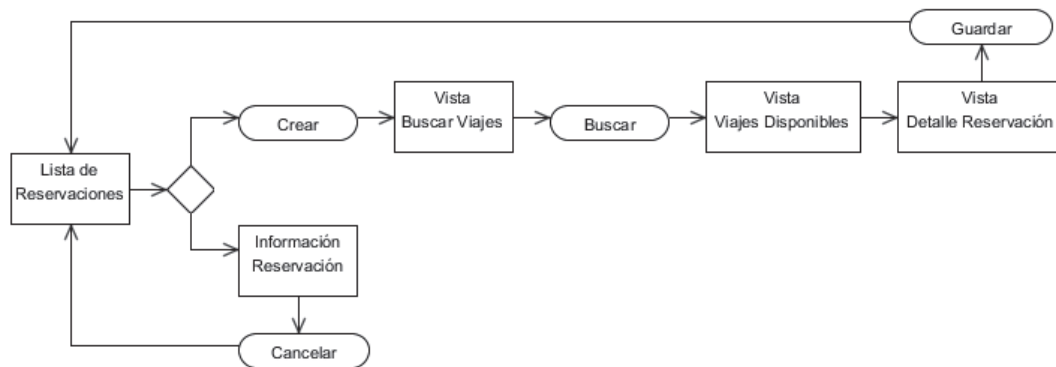 Guardar
Vista
Buscar Viajes
Vista
Viajes Disponibles
Vista
Detalle Reservación
Crear
Buscar
Lista de
Reservaciones
Información
Reservación
Cancelar